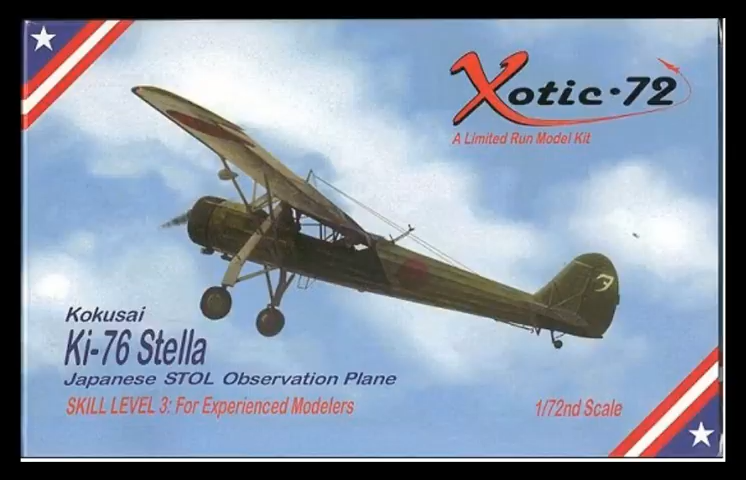 Xotic-72
A Limited Run Model Kit
Kokusai
Ki-76 Stella
Japanese STOL Observation Plane
SKILL LEVEL 3: For Experienced Modelers
1/72nd Scale